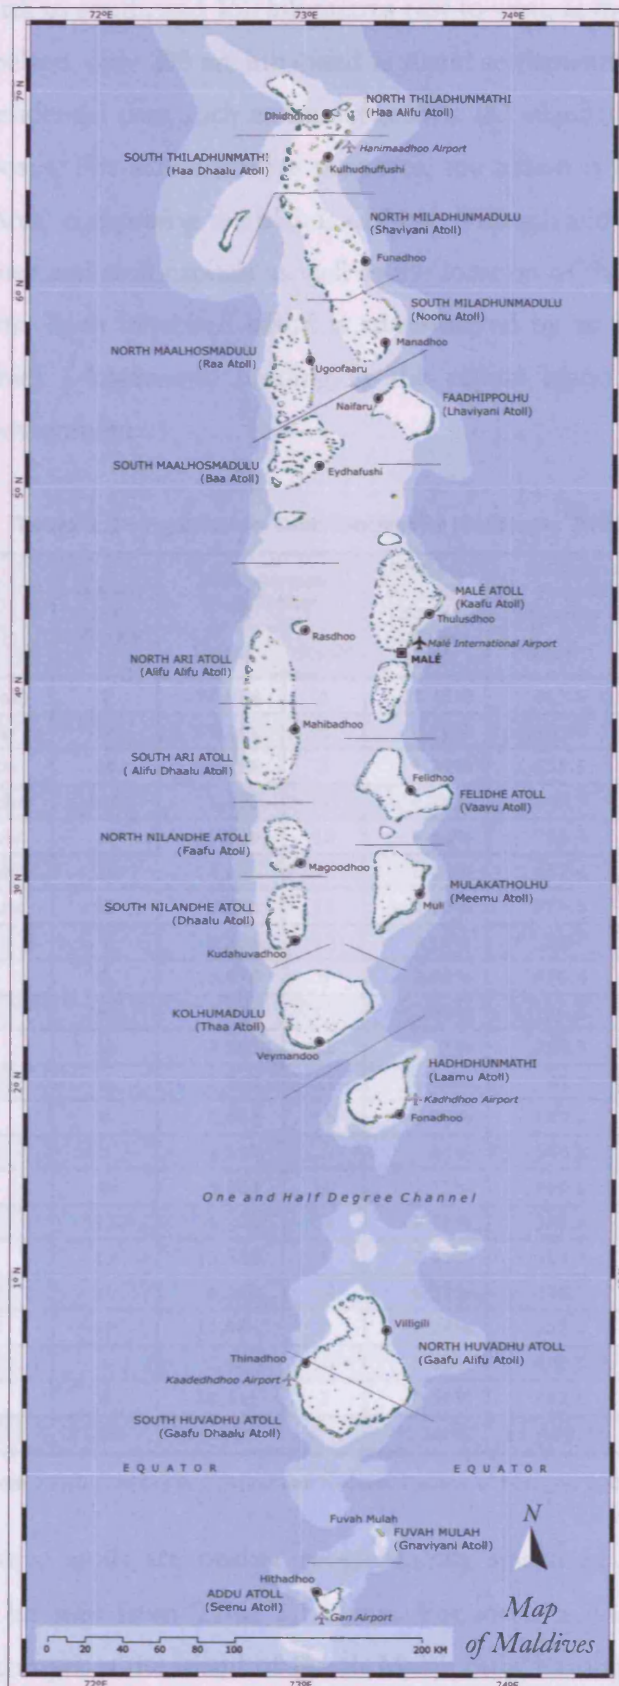 72° E
73° E
74° E
7° N
NORTH THILADHUNMATHI
(Haa Alifu Atoll)
Dhidhdhoo
Hanimaadhoo Airport
SOUTH THILADHUNMATHI
(Haa Dhaalu Atoll)
Kulhudhuffushi
NORTH MILADHUNMADULU
(Shaviyani Atoll)
Funadhoo
6° N
SOUTH MILADHUNMADULU
(Noonu Atoll)
Manadhoo
NORTH MAALHOSMADULU
(Raa Atoll)
Ugoofaaru
Naifaru
FAADHIPPOLHU
(Lhaviyani Atoll)
SOUTH MAALHOSMADULU
(Baa Atoll)
Eydhafushi
5° N
MALÉ ATOLL
(Kaafu Atoll)
Thulusdhoo
Rasdhoo
Malé International Airport
MALÉ
NORTH ARI ATOLL
(Alifu Alifu Atoll)
4° N
Mahibadhoo
SOUTH ARI ATOLL
( Alifu Dhaalu Atoll)
Felidhoo
FELIDHE ATOLL
(Vaavu Atoll)
NORTH NILANDHE ATOLL
(Faafu Atoll)
Magoodhoo
3° N
MULAKATHOLHU
(Meemu Atoll)
Muli
SOUTH NILANDHE ATOLL
(Dhaalu Atoll)
Kudahuvadhoo
KOLHUMADULU
(Thaa Atoll)
Veymandoo
2° N
HADHDHUNMATHI
(Laamu Atoll)
Kadhdhoo Airport
Fonadhoo
One and Half Degree Channel
1° N
Villigili
NORTH HUVADHU ATOLL
(Gaafu Alifu Atoll)
Thinadhoo
Kaadedhdhoo Airport
SOUTH HUVADHU ATOLL
(Gaafu Dhaalu Atoll)
EQUATOR
EQUATOR
Fuvah Mulah
FUVAH MULAH
(Gnaviyani Atoll)
N
Hithadhoo
ADDU ATOLL
(Seenu Atoll)
Gan Airport
Map
of Maldives
0 20 40 60 80 100 200 KM
72° E
73° E
74° E